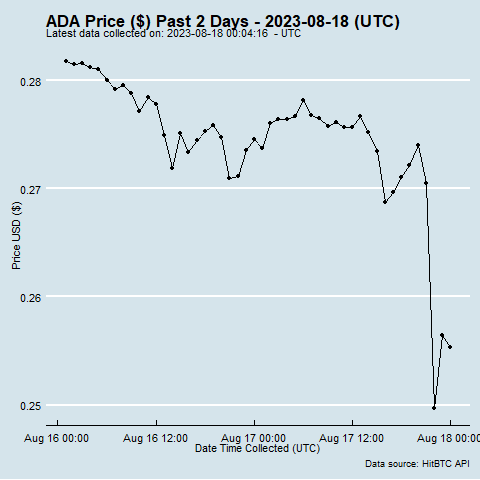 ADA Price ($) Past 2 Days - 2023-08-18 (UTC)
Latest data collected on: 2023-08-18 00:04:16  - UTC
0.28
0.27
0.26
0.25
Price USD ($)
Aug 16 00:00 Aug 16 12:00 Aug 17 00:00 Aug 17 12:00 Aug 18 00:00
Date Time Collected (UTC)
Data source: HitBTC API